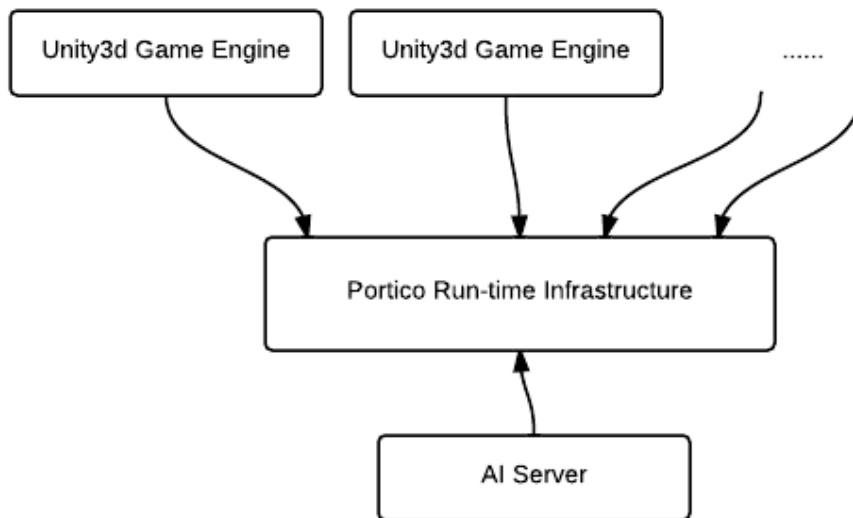 Unity3d Game Engine
Unity3d Game Engine
......
Portico Run-time Infrastructure
AI Server